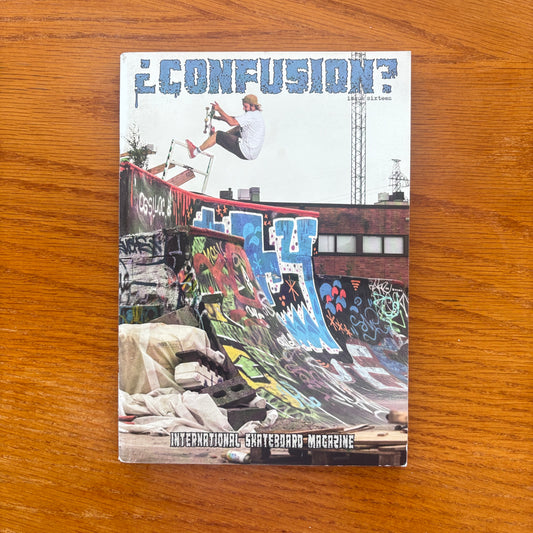 ¿CONFUSION?
issue sixteen
INTERNATIONAL SKATEBOARD MAGAZINE